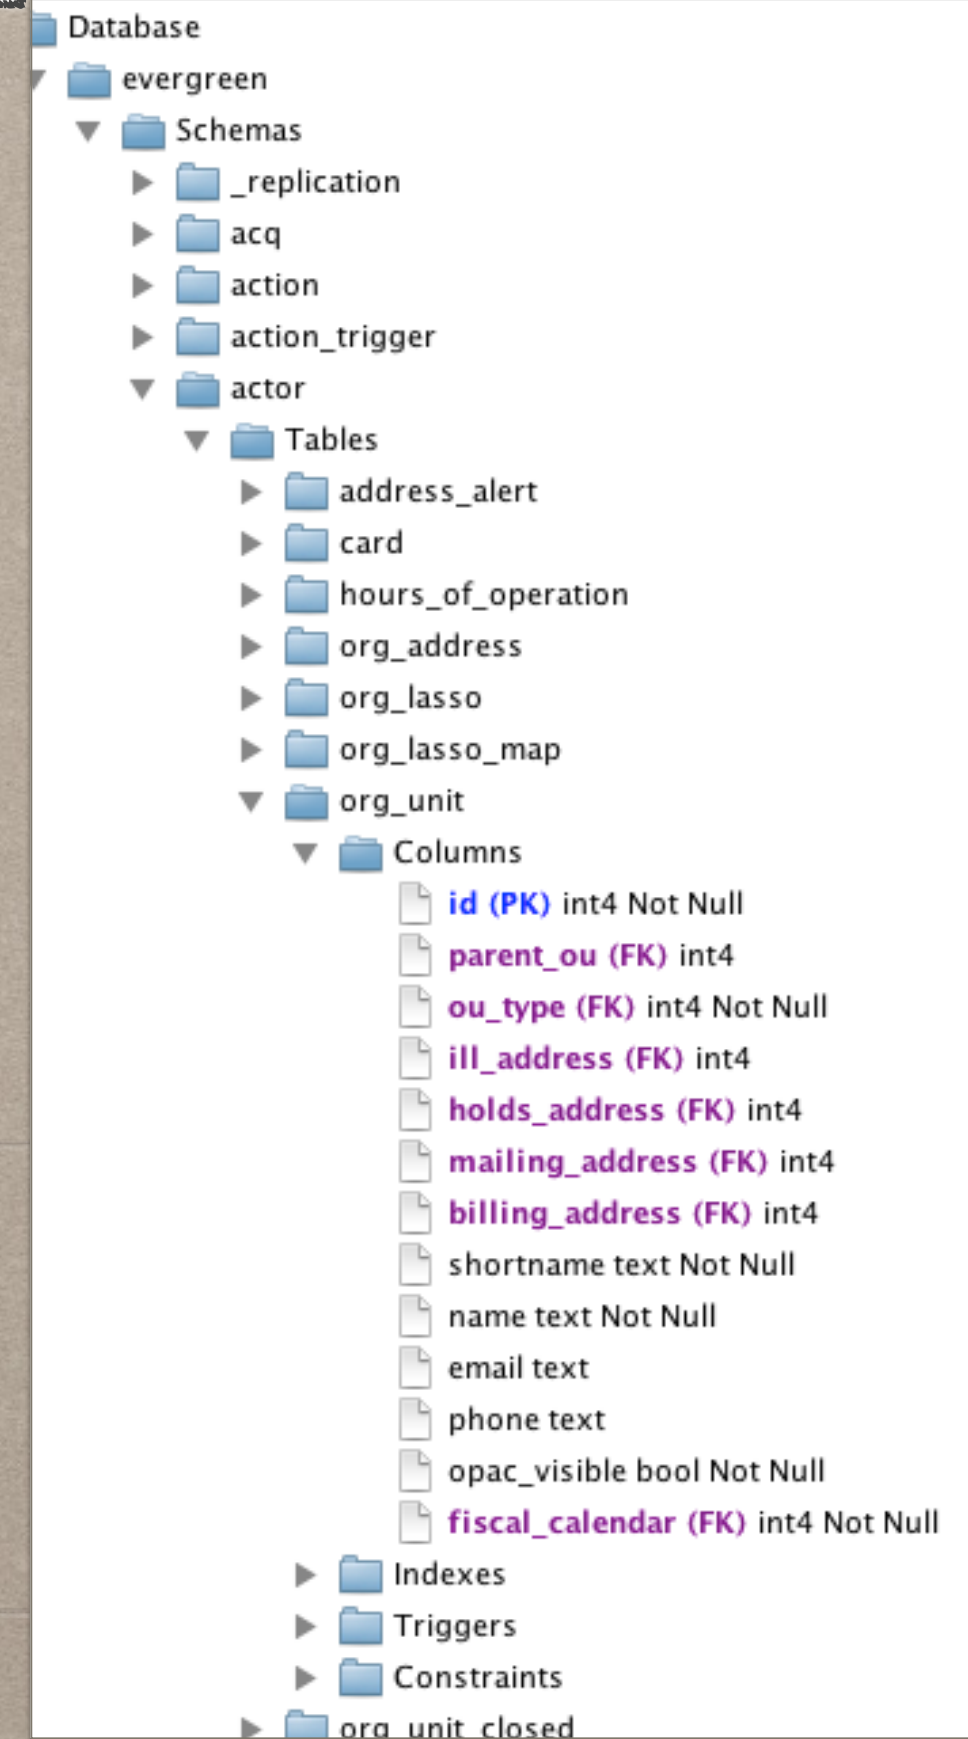 Database
evergreen
Schemas
_replication
acq
action
action_trigger
actor
Tables
address_alert
card
hours_of_operation
org_address
org_lasso
org_lasso_map
org_unit
Columns
id (PK) int4 Not Null
parent_ou (FK) int4
ou_type (FK) int4 Not Null
ill_address (FK) int4
holds_address (FK) int4
mailing_address (FK) int4
billing_address (FK) int4
shortname text Not Null
name text Not Null
email text
phone text
opac_visible bool Not Null
fiscal_calendar (FK) int4 Not Null
Indexes
Triggers
Constraints
org_unit_closed